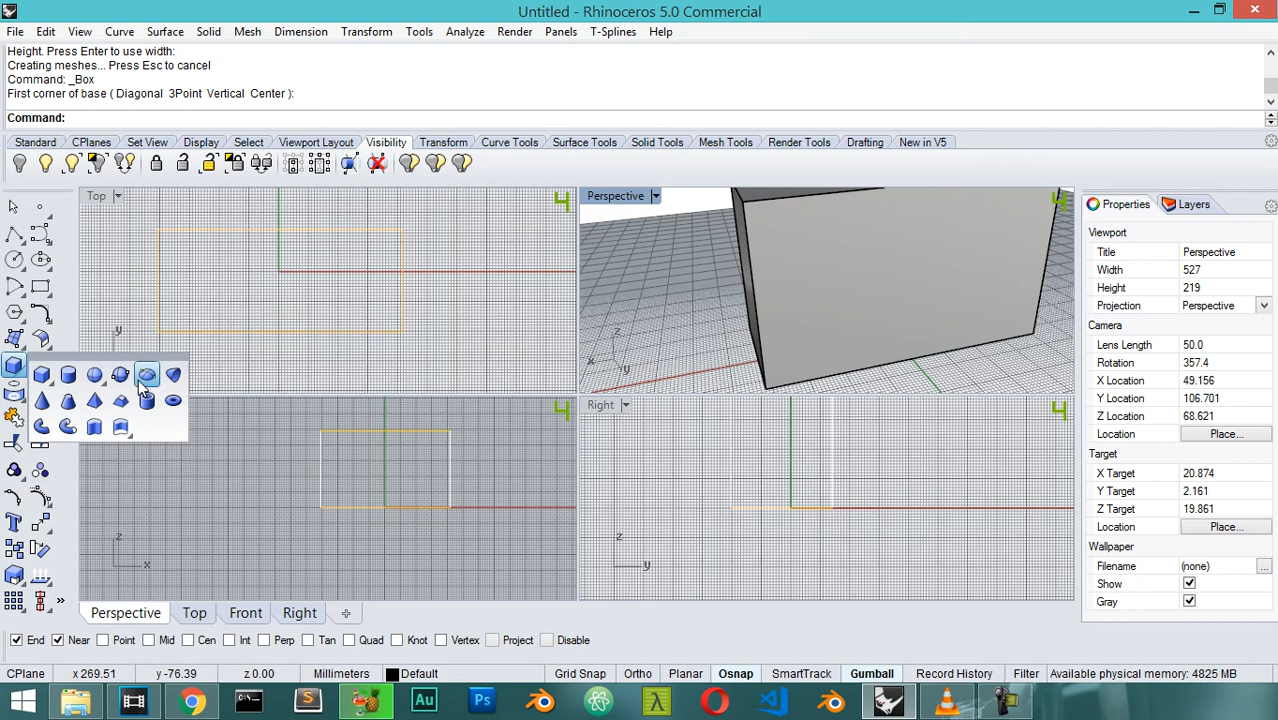 Untitled - Rhinoceros 5.0 Commercial
File Edit View Curve Surface Solid Mesh Dimension Transform Tools Analyze Render Panels T-Splines Help
Height. Press Enter to use width:
Creating meshes... Press Esc to cancel
Command: _Box
First corner of base ( Diagonal 3Point Vertical Center ):
Command:
Standard CPlanes Set View Display Select Viewport Layout Visibility Transform Curve Tools Surface Tools Solid Tools Mesh Tools Render Tools Drafting New in V5
Top
4
y
Perspective
4
z
x
y
4
z
x
Right
4
z
y
Properties Layers
Viewport
Title Perspective
Width 527
Height 219
Projection Perspective
Camera
Lens Length 50.0
Rotation 357.4
X Location 49.156
Y Location 106.701
Z Location 68.621
Location Place...
Target
X Target 20.874
Y Target 2.161
Z Target 19.861
Location Place...
Wallpaper
Filename (none) ...
Show
Gray
Perspective Top Front Right
End Near Point Mid Cen Int Perp Tan Quad Knot Vertex Project Disable
CPlane x 269.51 y -76.39 z 0.00 Millimeters Default Grid Snap Ortho Planar Osnap SmartTrack Gumball Record History Filter Available physical memory: 4825 MB
Au Ps